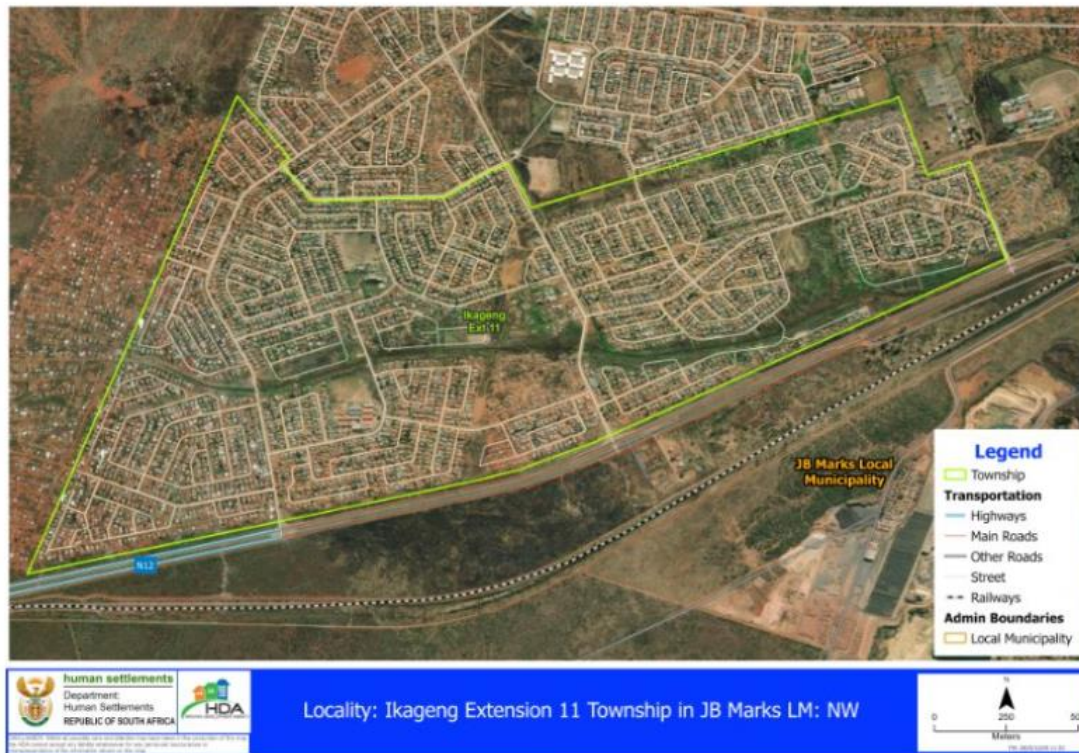 Ikageng
Ext 11
JB Marks Local
Municipality
N12
Legend
Township
Transportation
Highways
Main Roads
Other Roads
Street
Railways
Admin Boundaries
Local Municipality
human settlements
Department:
Human Settlements
REPUBLIC OF SOUTH AFRICA
HDA
Locality: Ikageng Extension 11 Township in JB Marks LM: NW
N
0 250
Meters